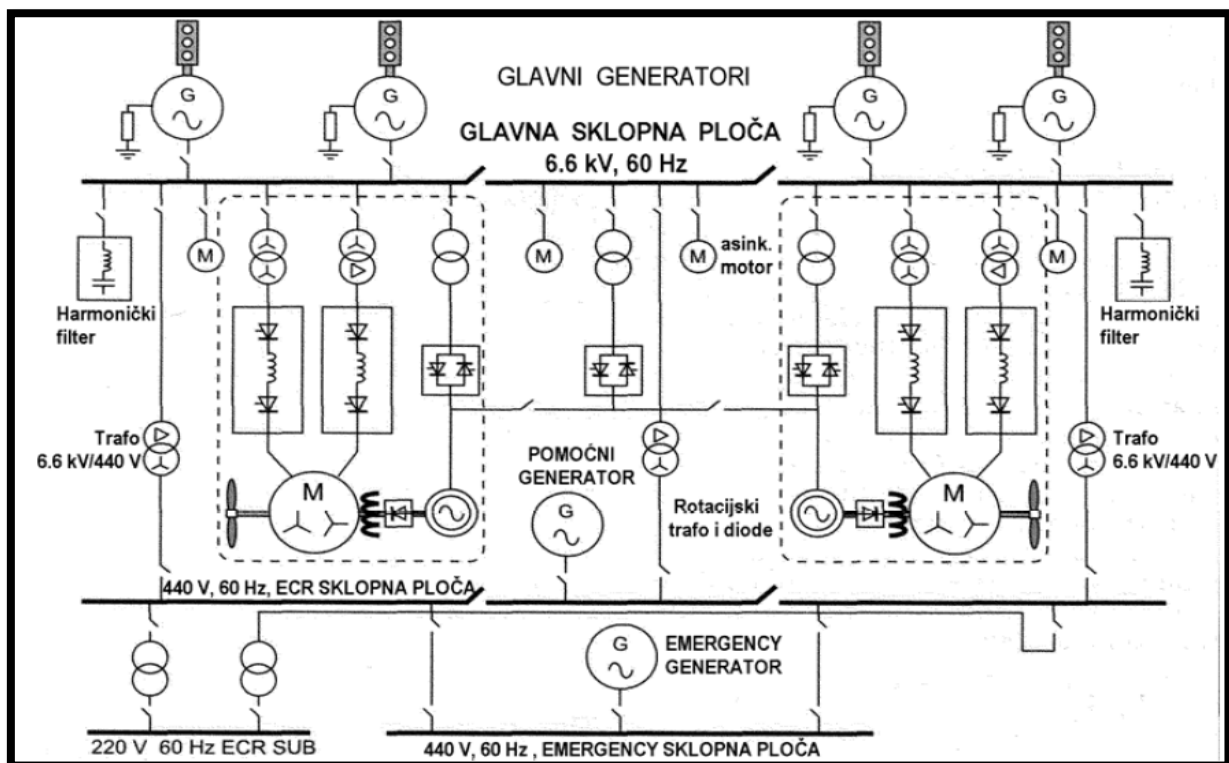 G
G
G
G
GLAVNI GENERATORI
GLAVNA SKLOPNA PLOČA
6.6 kV, 60 Hz
M
M
M
asink.
motor
M
Harmonički
filter
Harmonički
filter
Trafo
6.6 kV/440 V
POMOĆNI
GENERATOR
G
Trafo
6.6 kV/440 V
M
Rotacijski
trafo i diode
M
440 V, 60 Hz, ECR SKLOPNA PLOČA
G
EMERGENCY
GENERATOR
220 V 60 Hz ECR SUB
440 V, 60 Hz , EMERGENCY SKLOPNA PLOČA